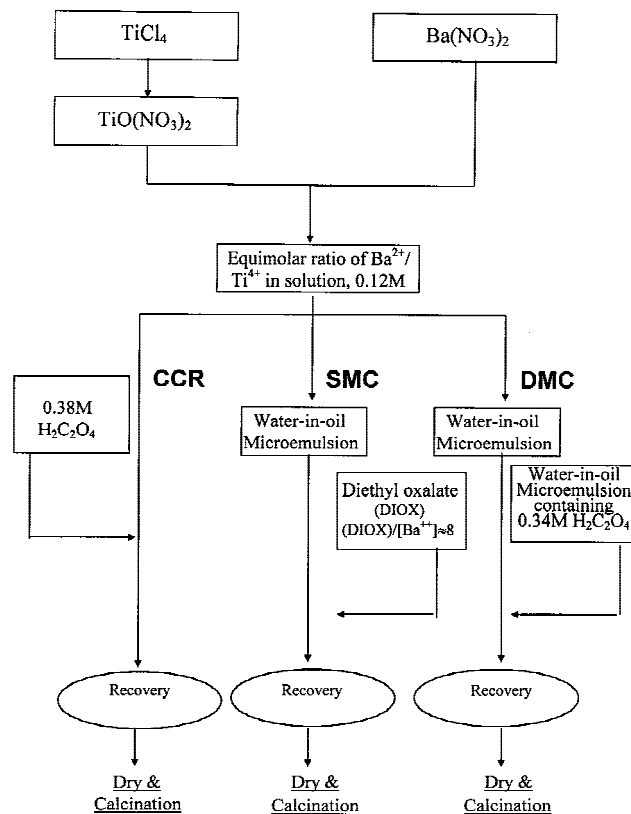 TiCl₄
Ba(NO₃)₂
TiO(NO₃)₂
Equimolar ratio of Ba²⁺/
Ti⁴⁺ in solution, 0.12M
CCR
SMC
DMC
0.38M
H₂C₂O₄
Water-in-oil
Microemulsion
Water-in-oil
Microemulsion
Diethyl oxalate
(DIOX)
(DIOX)/[Ba⁺⁺]≈8
Water-in-oil
Microemulsion
containing
0.34M H₂C₂O₄
Recovery
Recovery
Recovery
Dry &
Calcination
Dry &
Calcination
Dry &
Calcination